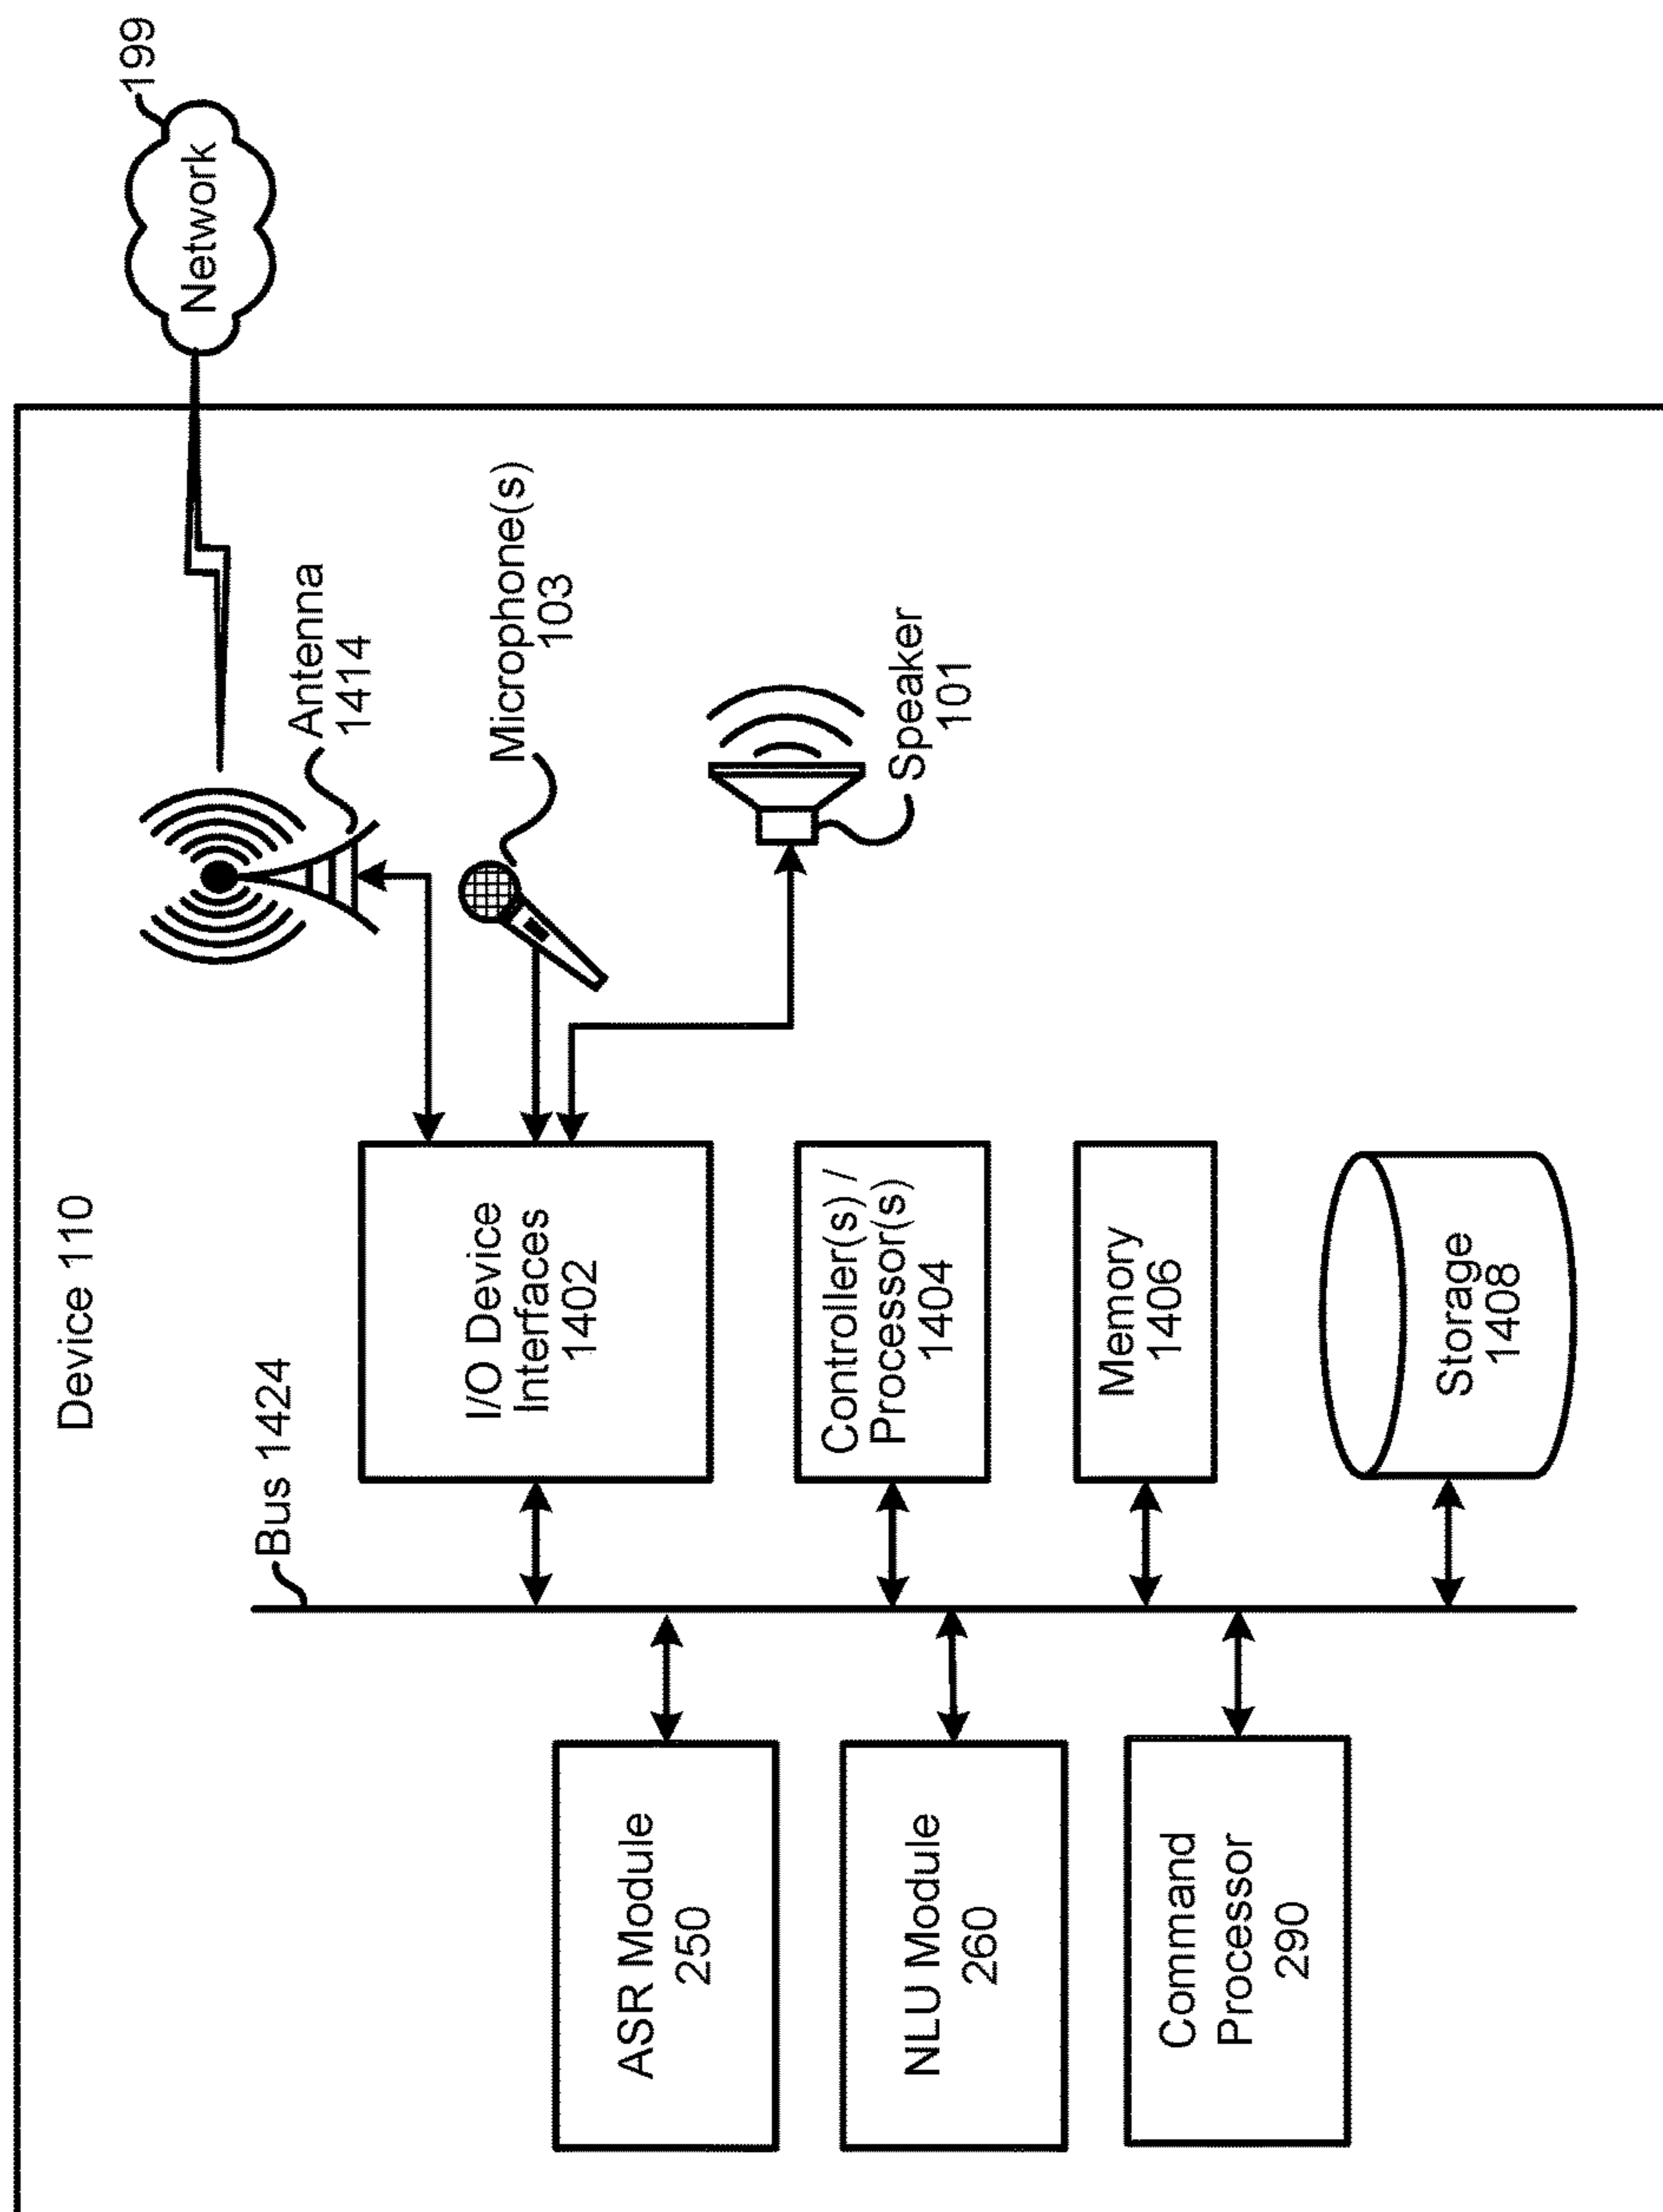 Device 110
Bus 1424
199
Network
Antenna
1414
Microphone(s)
103
Speaker
101
I/O Device
Interfaces
1402
Controller(s) /
Processor(s)
1404
Memory
1406
Storage
1408
ASR Module
250
NLU Module
260
Command
Processor
290